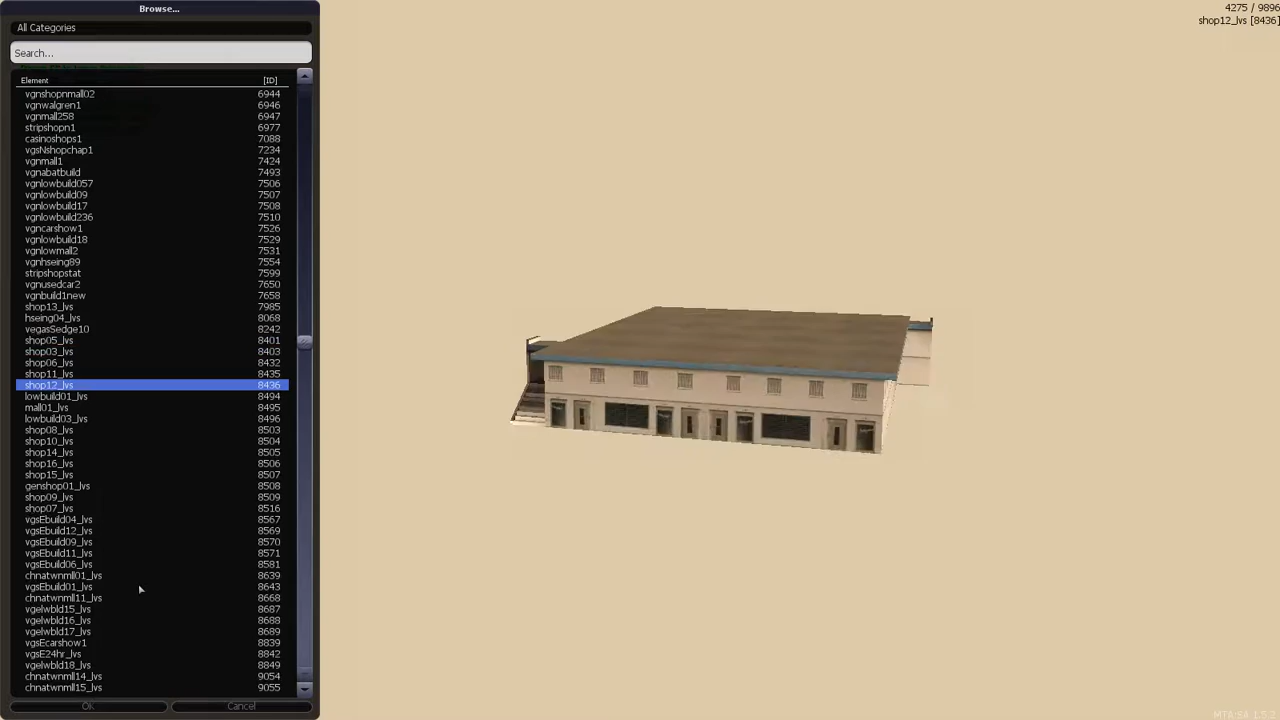 Browse...
4275 / 9896
shop12_lvs [8436]
All Categories
Search...
Element [ID]
vgnshopnmall02 6944
vgnwalgren1 6946
vgnmall258 6947
stripshopn1 6977
casinoshops1 7088
vgsNshopchap1 7234
vgnmall1 7424
vgnabatbuild 7493
vgnlowbuild057 7506
vgnlowbuild09 7507
vgnlowbuild17 7508
vgnlowbuild236 7510
vgncarshow1 7526
vgnlowbuild18 7529
vgnlowmall2 7531
vgnhseing89 7554
stripshopstat 7599
vgnusedcar2 7650
vgnbuild1new 7658
shop13_lvs 7985
hseing04_lvs 8068
vegasSedge10 8242
shop05_lvs 8401
shop03_lvs 8403
shop06_lvs 8432
shop11_lvs 8435
shop12_lvs 8436
lowbuild01_lvs 8494
mall01_lvs 8495
lowbuild03_lvs 8496
shop08_lvs 8503
shop10_lvs 8504
shop14_lvs 8505
shop16_lvs 8506
shop15_lvs 8507
genshop01_lvs 8508
shop09_lvs 8509
shop07_lvs 8516
vgsEbuild04_lvs 8567
vgsEbuild12_lvs 8569
vgsEbuild09_lvs 8570
vgsEbuild11_lvs 8571
vgsEbuild06_lvs 8581
chnatwnmll01_lvs 8639
vgsEbuild01_lvs 8643
chnatwnmll11_lvs 8668
vgelwbld15_lvs 8687
vgelwbld16_lvs 8688
vgelwbld17_lvs 8689
vgsEcarshow1 8839
vgsE24hr_lvs 8842
vgelwbld18_lvs 8849
chnatwnmll14_lvs 9054
chnatwnmll15_lvs 9055
OK Cancel
MTA:SA 1.5.2